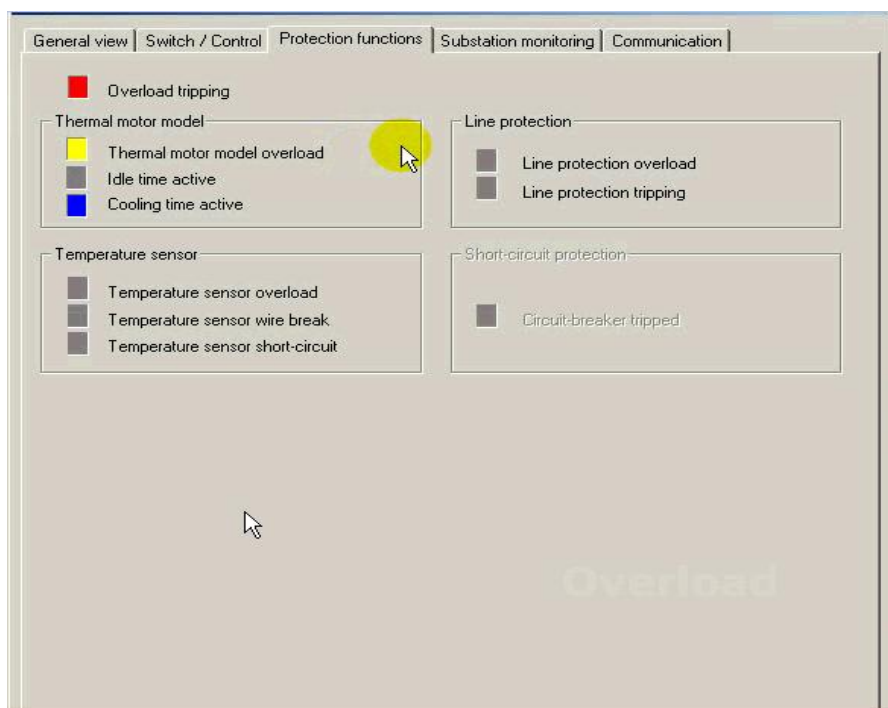 General view
Switch / Control
Protection functions
Substation monitoring
Communication
Overload tripping
Thermal motor model
Thermal motor model overload
Idle time active
Cooling time active
Line protection
Line protection overload
Line protection tripping
Temperature sensor
Temperature sensor overload
Temperature sensor wire break
Temperature sensor short-circuit
Short-circuit protection
Circuit-breaker tripped
Overload